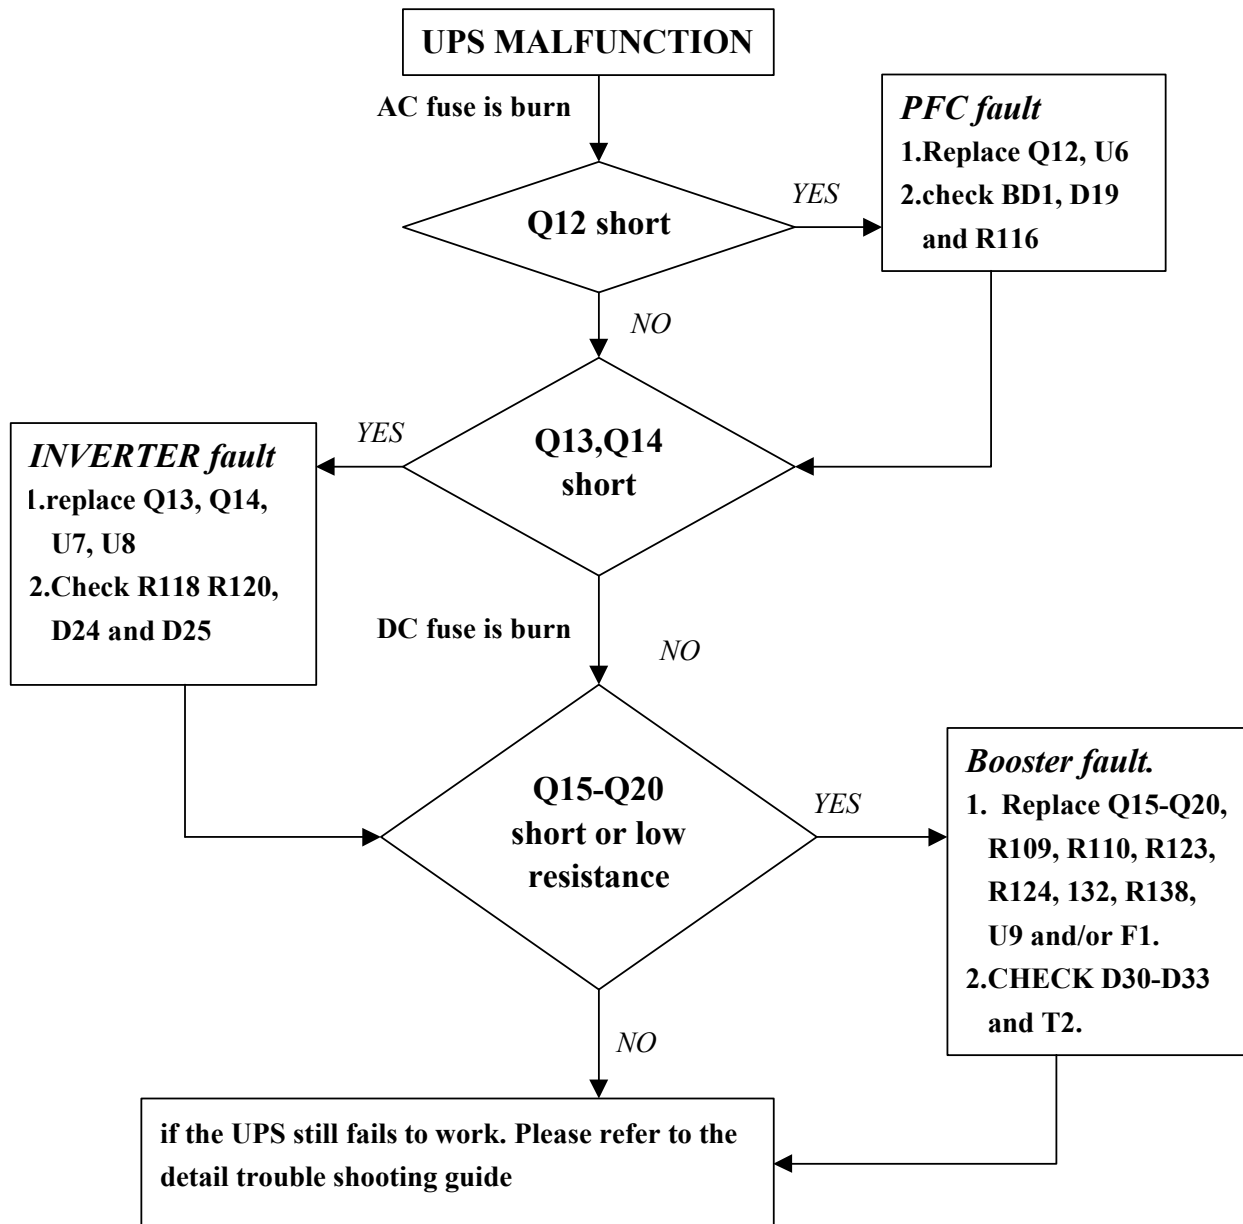 UPS MALFUNCTION
AC fuse is burn
PFC fault
1.Replace Q12, U6
2.check BD1, D19
and R116
YES
Q12 short
NO
YES
Q13,Q14
short
INVERTER fault
1.replace Q13, Q14,
U7, U8
2.Check R118 R120,
D24 and D25
DC fuse is burn
NO
Q15-Q20
short or low
resistance
YES
Booster fault.
1. Replace Q15-Q20,
R109, R110, R123,
R124, 132, R138,
U9 and/or F1.
2.CHECK D30-D33
and T2.
NO
if the UPS still fails to work. Please refer to the
detail trouble shooting guide